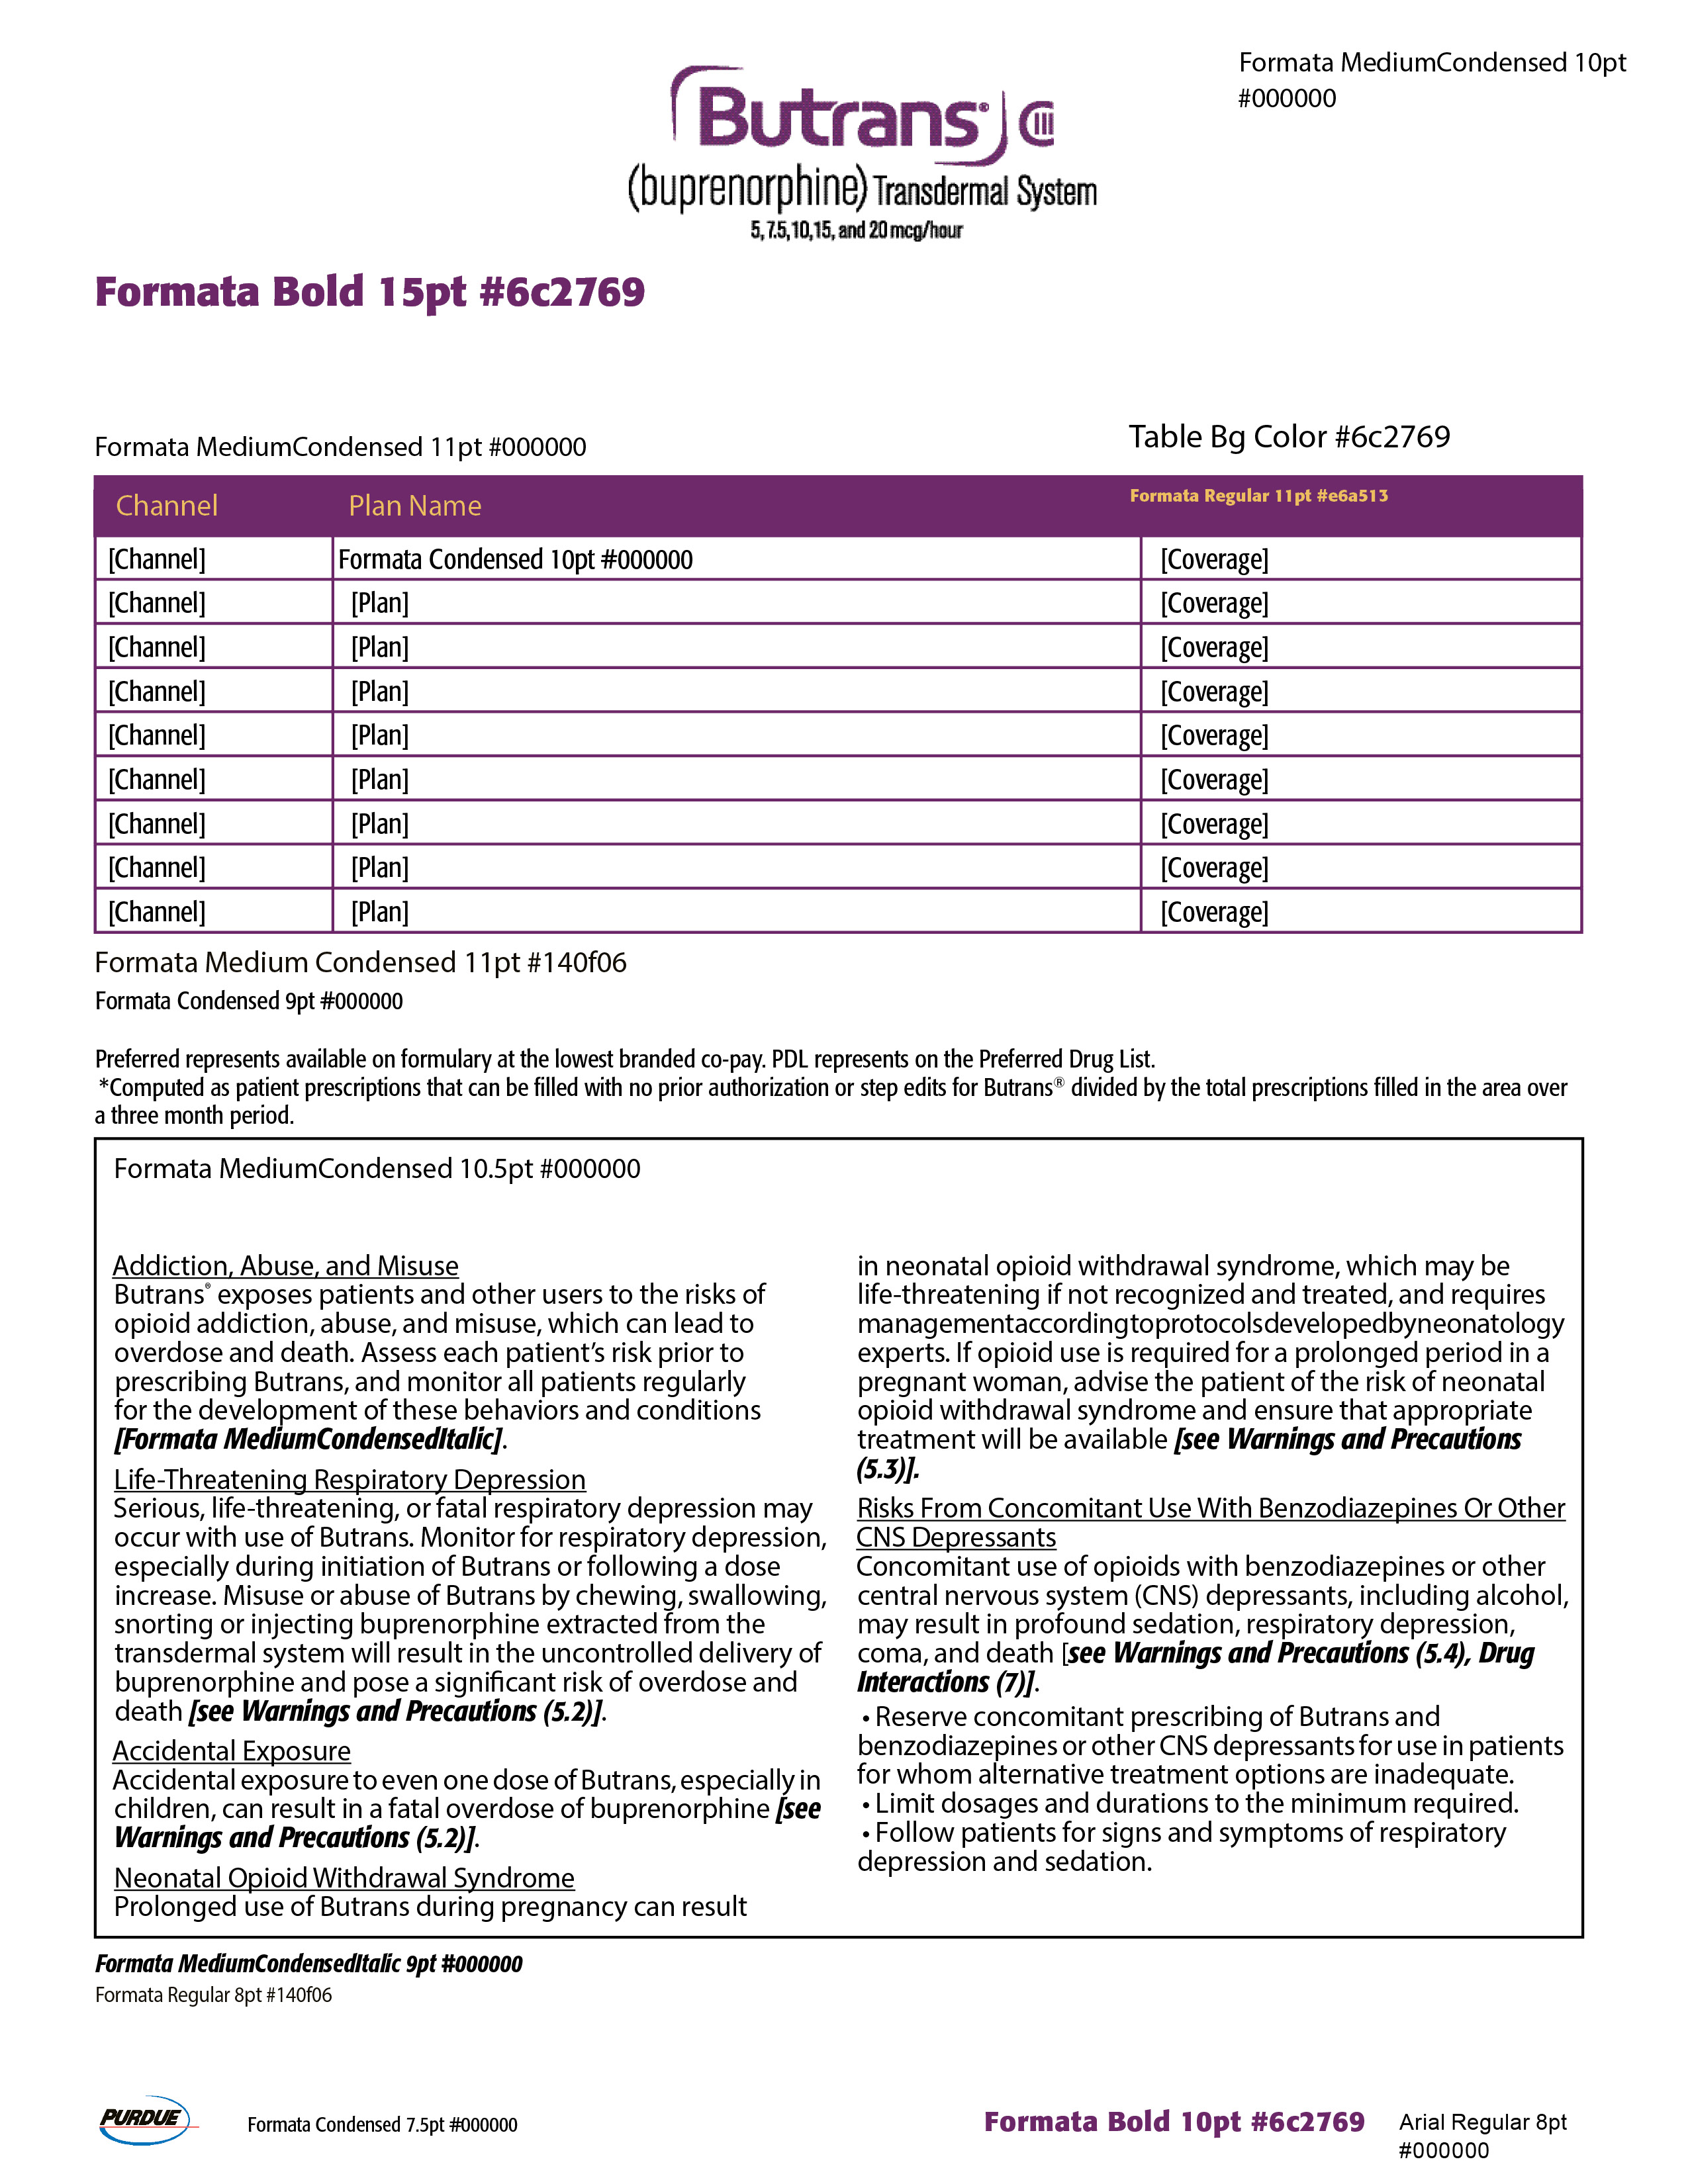 Formata MediumCondensed 10pt
#000000
Butrans® CIII
(buprenorphine) Transdermal System
5, 7.5, 10, 15, and 20 mcg/hour
Formata Bold 15pt #6c2769
Formata MediumCondensed 11pt #000000
Table Bg Color #6c2769
Channel Plan Name Formata Regular 11pt #e6a513
[Channel] Formata Condensed 10pt #000000 [Coverage]
[Channel] [Plan] [Coverage]
[Channel] [Plan] [Coverage]
[Channel] [Plan] [Coverage]
[Channel] [Plan] [Coverage]
[Channel] [Plan] [Coverage]
[Channel] [Plan] [Coverage]
[Channel] [Plan] [Coverage]
[Channel] [Plan] [Coverage]
Formata Medium Condensed 11pt #140f06
Formata Condensed 9pt #000000
Preferred represents available on formulary at the lowest branded co-pay. PDL represents on the Preferred Drug List.
*Computed as patient prescriptions that can be filled with no prior authorization or step edits for Butrans® divided by the total prescriptions filled in the area over
a three month period.
Formata MediumCondensed 10.5pt #000000
Addiction, Abuse, and Misuse
Butrans® exposes patients and other users to the risks of
opioid addiction, abuse, and misuse, which can lead to
overdose and death. Assess each patient's risk prior to
prescribing Butrans, and monitor all patients regularly
for the development of these behaviors and conditions
[Formata MediumCondensedItalic].
Life-Threatening Respiratory Depression
Serious, life-threatening, or fatal respiratory depression may
occur with use of Butrans. Monitor for respiratory depression,
especially during initiation of Butrans or following a dose
increase. Misuse or abuse of Butrans by chewing, swallowing,
snorting or injecting buprenorphine extracted from the
transdermal system will result in the uncontrolled delivery of
buprenorphine and pose a significant risk of overdose and
death [see Warnings and Precautions (5.2)].
Accidental Exposure
Accidental exposure to even one dose of Butrans, especially in
children, can result in a fatal overdose of buprenorphine [see
Warnings and Precautions (5.2)].
Neonatal Opioid Withdrawal Syndrome
Prolonged use of Butrans during pregnancy can result
in neonatal opioid withdrawal syndrome, which may be
life-threatening if not recognized and treated, and requires
management according to protocols developed by neonatology
experts. If opioid use is required for a prolonged period in a
pregnant woman, advise the patient of the risk of neonatal
opioid withdrawal syndrome and ensure that appropriate
treatment will be available [see Warnings and Precautions
(5.3)].
Risks From Concomitant Use With Benzodiazepines Or Other
CNS Depressants
Concomitant use of opioids with benzodiazepines or other
central nervous system (CNS) depressants, including alcohol,
may result in profound sedation, respiratory depression,
coma, and death [see Warnings and Precautions (5.4), Drug
Interactions (7)].
• Reserve concomitant prescribing of Butrans and
benzodiazepines or other CNS depressants for use in patients
for whom alternative treatment options are inadequate.
• Limit dosages and durations to the minimum required.
• Follow patients for signs and symptoms of respiratory
depression and sedation.
Formata MediumCondensedItalic 9pt #000000
Formata Regular 8pt #140f06
PURDUE
Formata Condensed 7.5pt #000000
Formata Bold 10pt #6c2769
Arial Regular 8pt
#000000